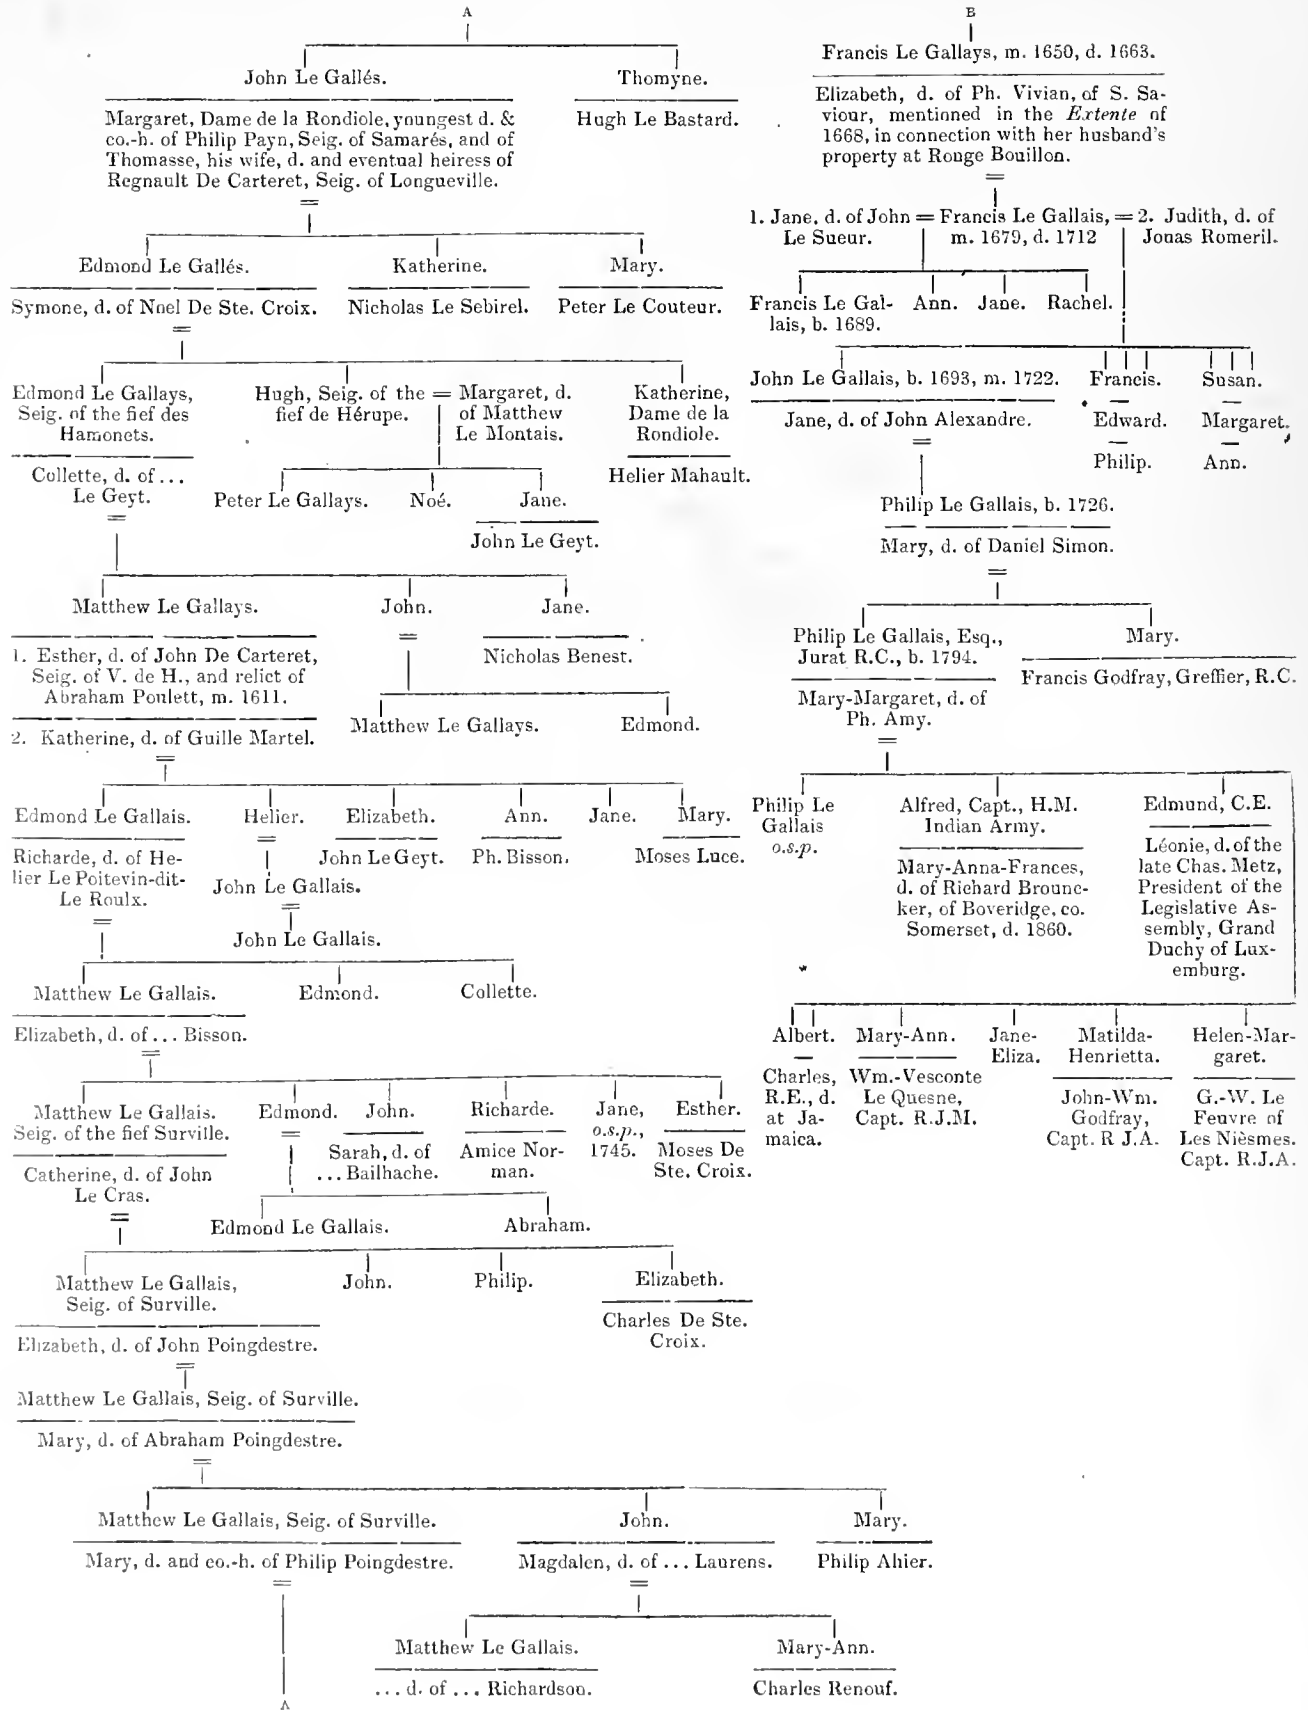 A
John Le Gallés.
Thomyne.
Margaret, Dame de la Rondiole, youngest d. &
co.-h. of Philip Payn, Seig. of Samarés, and of
Thomasse, his wife, d. and eventual heiress of
Regnault De Carteret, Seig. of Longueville.
Hugh Le Bastard.
Edmond Le Gallés.
Katherine.
Mary.
Symone, d. of Noel De Ste. Croix.
Nicholas Le Sebirel.
Peter Le Couteur.
Edmond Le Gallays,
Seig. of the fief des
Hamonets.
Hugh, Seig. of the
fief de Hérupe.
= Margaret, d.
of Matthew
Le Montais.
Katherine,
Dame de la
Rondiole.
Collette, d. of ...
Le Geyt.
Helier Mahault.
Peter Le Gallays.
Noé.
Jane.
John Le Geyt.
Matthew Le Gallays.
John.
Jane.
1. Esther, d. of John De Carteret,
Seig. of V. de H., and relict of
Abraham Poulett, m. 1611.
2. Katherine, d. of Guille Martel.
Nicholas Benest.
Matthew Le Gallays.
Edmond.
Edmond Le Gallais.
Helier.
Elizabeth.
Ann.
Jane.
Mary.
Richarde, d. of He-
lier Le Poitevin-dit-
Le Roulx.
John Le Geyt.
Ph. Bisson.
Moses Luce.
John Le Gallais.
John Le Gallais.
Matthew Le Gallais.
Edmond.
Collette.
Elizabeth, d. of ... Bisson.
Matthew Le Gallais.
Seig. of the fief Surville.
Edmond.
John.
Richarde.
Jane,
o.s.p.,
1745.
Esther.
Catherine, d. of John
Le Cras.
Sarah, d. of
... Bailhache.
Amice Nor-
man.
Moses De
Ste. Croix.
Edmond Le Gallais.
Abraham.
Matthew Le Gallais,
Seig. of Surville.
John.
Philip.
Elizabeth.
Elizabeth, d. of John Poingdestre.
Charles De Ste.
Croix.
Matthew Le Gallais, Seig. of Surville.
Mary, d. of Abraham Poingdestre.
Matthew Le Gallais, Seig. of Surville.
John.
Mary.
Mary, d. and co.-h. of Philip Poingdestre.
Magdalen, d. of ... Laurens.
Philip Ahier.
Matthew Le Gallais.
Mary-Ann.
... d. of ... Richardson.
Charles Renouf.
A
B
Francis Le Gallays, m. 1650, d. 1663.
Elizabeth, d. of Ph. Vivian, of S. Sa-
viour, mentioned in the Extente of
1668, in connection with her husband's
property at Rouge Bouillon.
1. Jane, d. of John
Le Sueur.
= Francis Le Gallais, =
m. 1679, d. 1712
2. Judith, d. of
Jonas Romeril.
Francis Le Gal-
lais, b. 1689.
Ann.
Jane.
Rachel.
John Le Gallais, b. 1693, m. 1722.
Francis.
Susan.
Jane, d. of John Alexandre.
Edward.
Margaret.
Philip.
Ann.
Philip Le Gallais, b. 1726.
Mary, d. of Daniel Simon.
Philip Le Gallais, Esq.,
Jurat R.C., b. 1794.
Mary.
Mary-Margaret, d. of
Ph. Amy.
Francis Godfray, Greffier, R.C.
Philip Le
Gallais
o.s.p.
Alfred, Capt., H.M.
Indian Army.
Edmund, C.E.
Mary-Anna-Frances,
d. of Richard Brounc-
ker, of Boveridge, co.
Somerset, d. 1860.
Léonie, d. of the
late Chas. Metz,
President of the
Legislative As-
sembly, Grand
Duchy of Lux-
emburg.
Albert.
Mary-Ann.
Jane-
Eliza.
Matilda-
Henrietta.
Helen-Mar-
garet.
Charles,
R.E., d.
at Ja-
maica.
Wm.-Vesconte
Le Quesne,
Capt. R.J.M.
John-Wm.
Godfray,
Capt. R J.A.
G.-W. Le
Feuvre of
Les Nièsmes.
Capt. R.J.A.